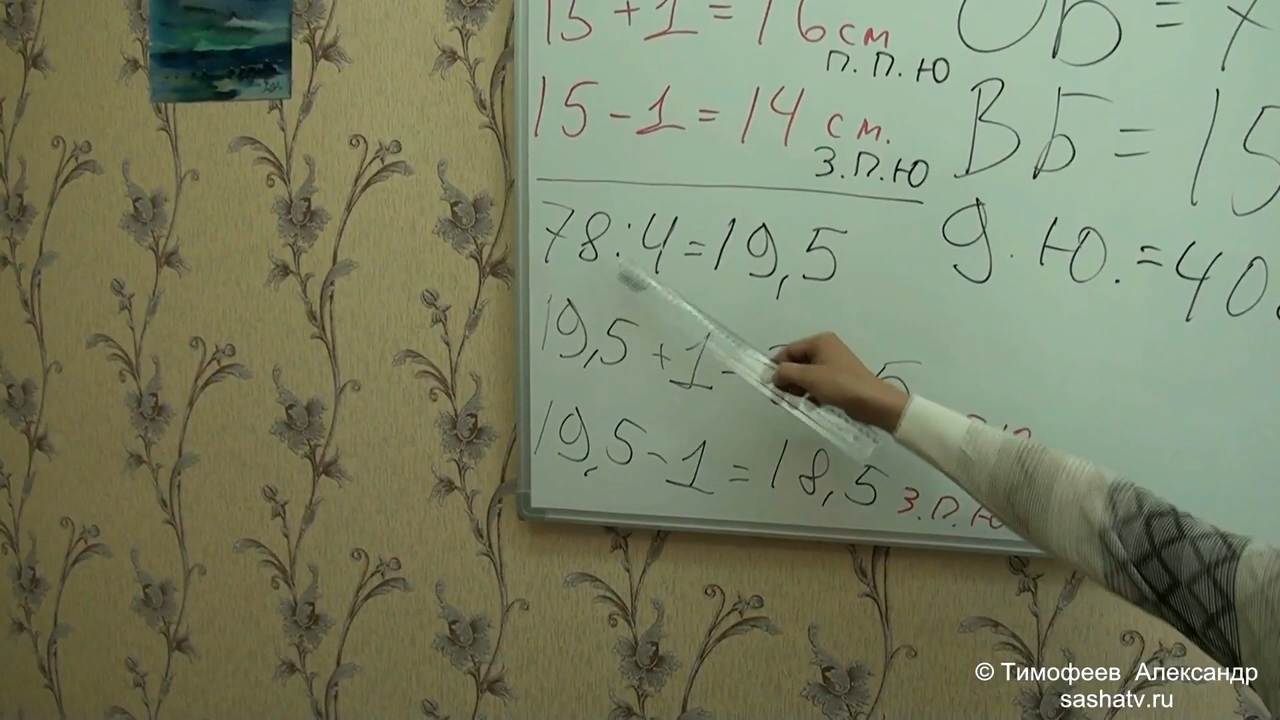 15+1=16 см
П.П.Ю
15-1=14 см.
З.П.Ю
78:4=19,5
19,5+1=
19,5-1=18,5 З.П.Ю
ОБ =
ВБ = 15
д.Ю.=40
© Тимофеев Александр
sashatv.ru